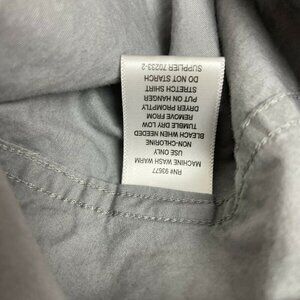 RN# 93677
MACHINE WASH WARM
USE ONLY
NON-CHLORINE
BLEACH WHEN NEEDED
TUMBLE DRY LOW
REMOVE FROM
DRYER PROMPTLY
PUT ON HANGER
STRETCH SHIRT
DO NOT STARCH
SUPPLIER 70233-2